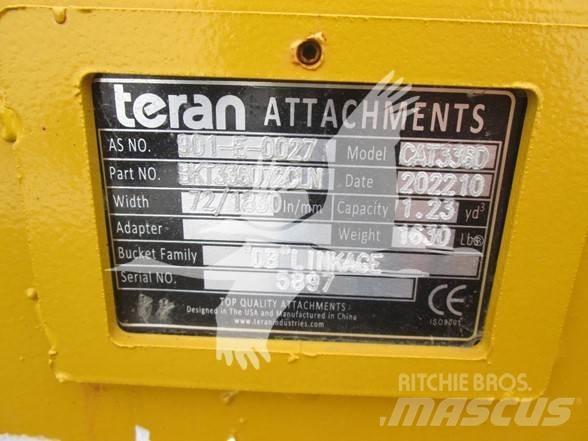 teran ATTACHMENTS
AS NO. 901-5-0027 Model CAT336D
Part NO. Date 202210
Width 72/1830 In/mm Capacity 1.23 yd³
Adapter Weight 1630 Lbs®
Bucket Family "DB"LINKAGE
Serial NO. 5897
TOP QUALITY ATTACHMENTS
Designed in The USA and Manufactured in China
www.teranindustries.com
CE
ISO9001
RITCHIE BROS.
MASCUS